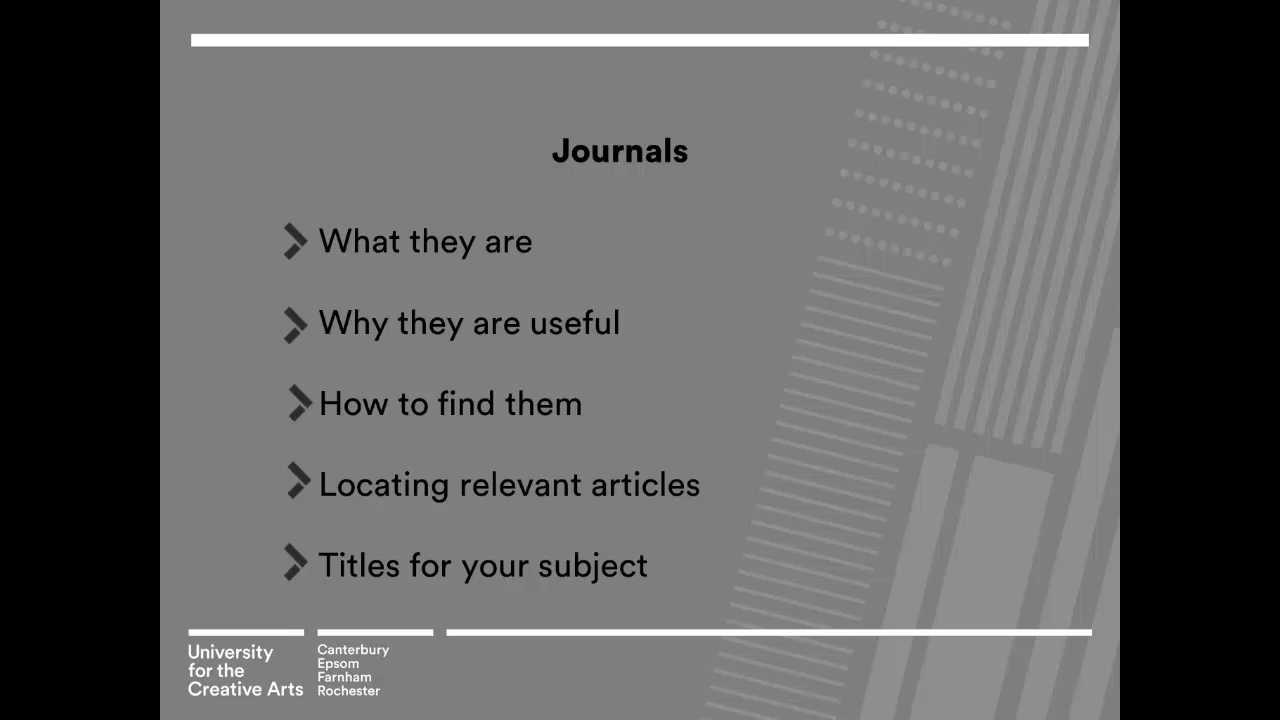 Journals
What they are
Why they are useful
How to find them
Locating relevant articles
Titles for your subject
University
for the
Creative Arts
Canterbury
Epsom
Farnham
Rochester